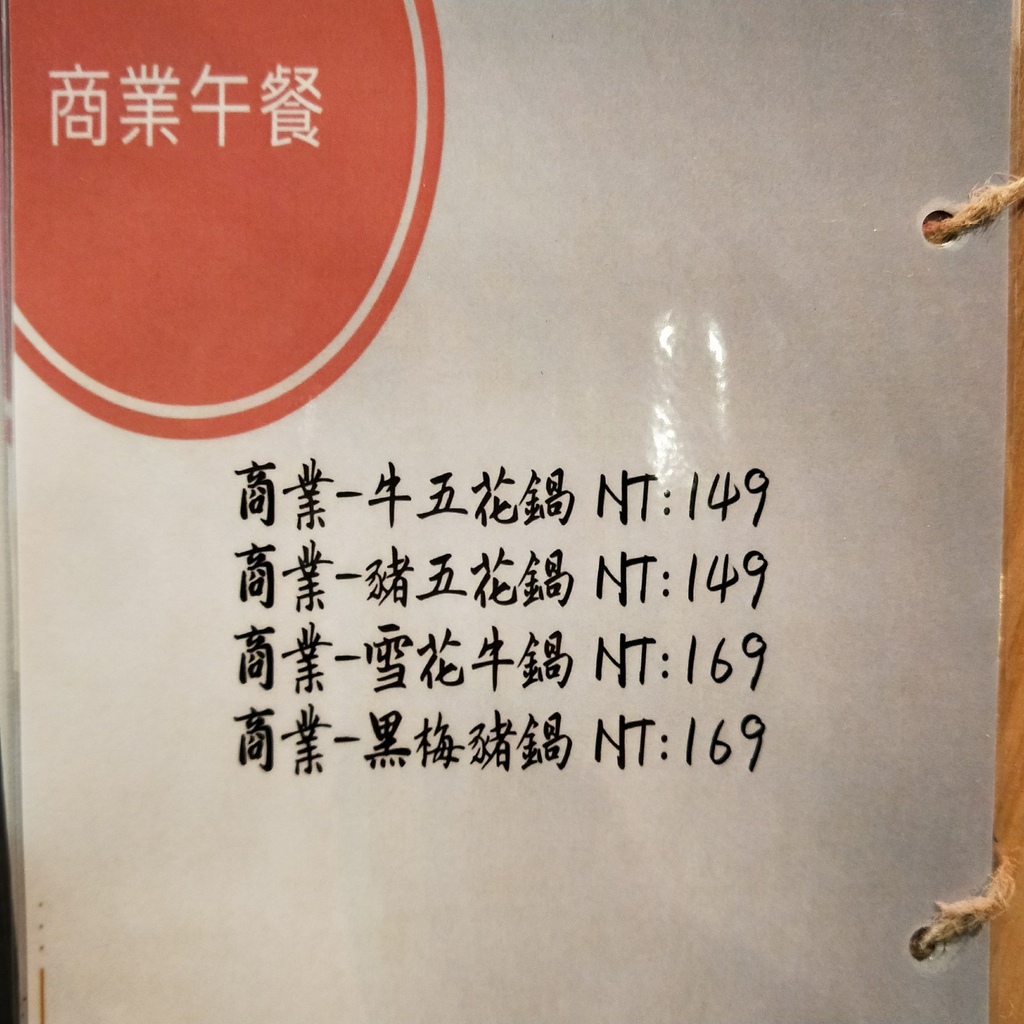 商業午餐
商業-牛五花鍋 NT:149
商業-豬五花鍋 NT:149
商業-雪花牛鍋 NT:169
商業-黑梅豬鍋 NT:169